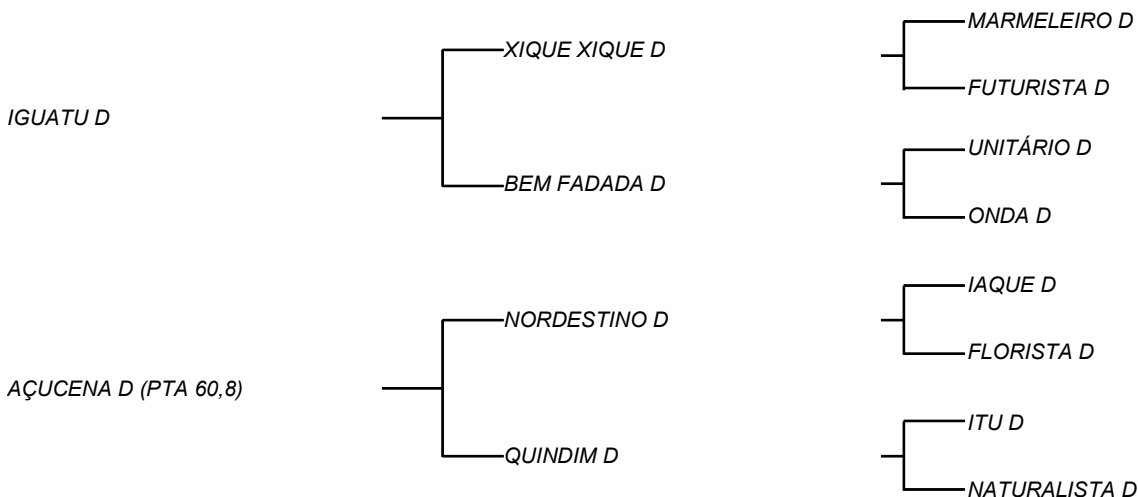 MARMELEIRO D
XIQUE XIQUE D
FUTURISTA D
IGUATU D
UNITÁRIO D
BEM FADADA D
ONDA D
IAQUE D
NORDESTINO D
FLORISTA D
AÇUCENA D (PTA 60,8)
ITU D
QUINDIM D
NATURALISTA D